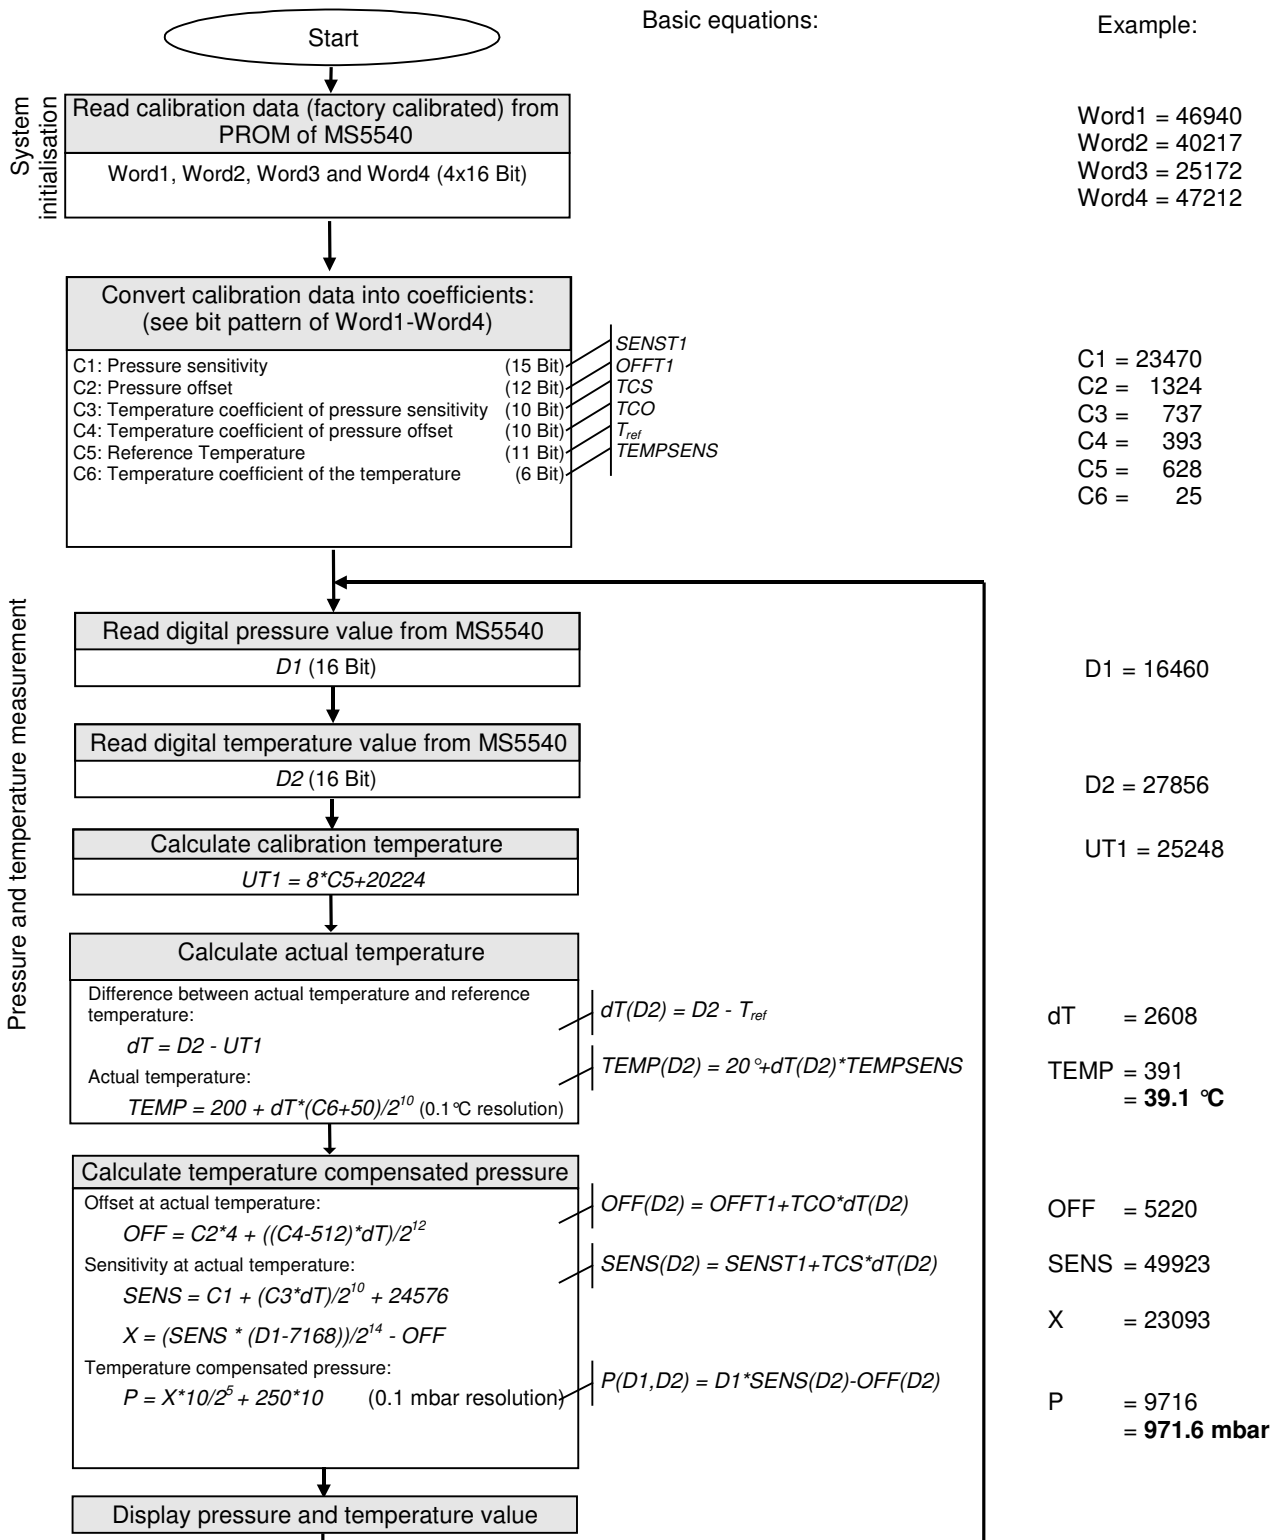 Basic equations:
Example:
Start
System
initialisation
Read calibration data (factory calibrated) from
PROM of MS5540
Word1, Word2, Word3 and Word4 (4x16 Bit)
Word1 = 46940
Word2 = 40217
Word3 = 25172
Word4 = 47212
Convert calibration data into coefficients:
(see bit pattern of Word1-Word4)
C1: Pressure sensitivity (15 Bit) SENST1
C2: Pressure offset (12 Bit) OFFT1
C3: Temperature coefficient of pressure sensitivity (10 Bit) TCS
C4: Temperature coefficient of pressure offset (10 Bit) TCO
C5: Reference Temperature (11 Bit) Tref
C6: Temperature coefficient of the temperature (6 Bit) TEMPSENS
C1 = 23470
C2 = 1324
C3 = 737
C4 = 393
C5 = 628
C6 = 25
Pressure and temperature measurement
Read digital pressure value from MS5540
D1 (16 Bit)
D1 = 16460
Read digital temperature value from MS5540
D2 (16 Bit)
D2 = 27856
Calculate calibration temperature
UT1 = 8*C5+20224
UT1 = 25248
Calculate actual temperature
Difference between actual temperature and reference
temperature:
dT = D2 - UT1
dT(D2) = D2 - Tref
dT = 2608
Actual temperature:
TEMP = 200 + dT*(C6+50)/2^10 (0.1°C resolution)
TEMP(D2) = 20°+dT(D2)*TEMPSENS
TEMP = 391
= 39.1 °C
Calculate temperature compensated pressure
Offset at actual temperature:
OFF = C2*4 + ((C4-512)*dT)/2^12
OFF(D2) = OFFT1+TCO*dT(D2)
OFF = 5220
Sensitivity at actual temperature:
SENS = C1 + (C3*dT)/2^10 + 24576
SENS(D2) = SENST1+TCS*dT(D2)
SENS = 49923
X = (SENS * (D1-7168))/2^14 - OFF
X = 23093
Temperature compensated pressure:
P = X*10/2^5 + 250*10 (0.1 mbar resolution)
P(D1,D2) = D1*SENS(D2)-OFF(D2)
P = 9716
= 971.6 mbar
Display pressure and temperature value